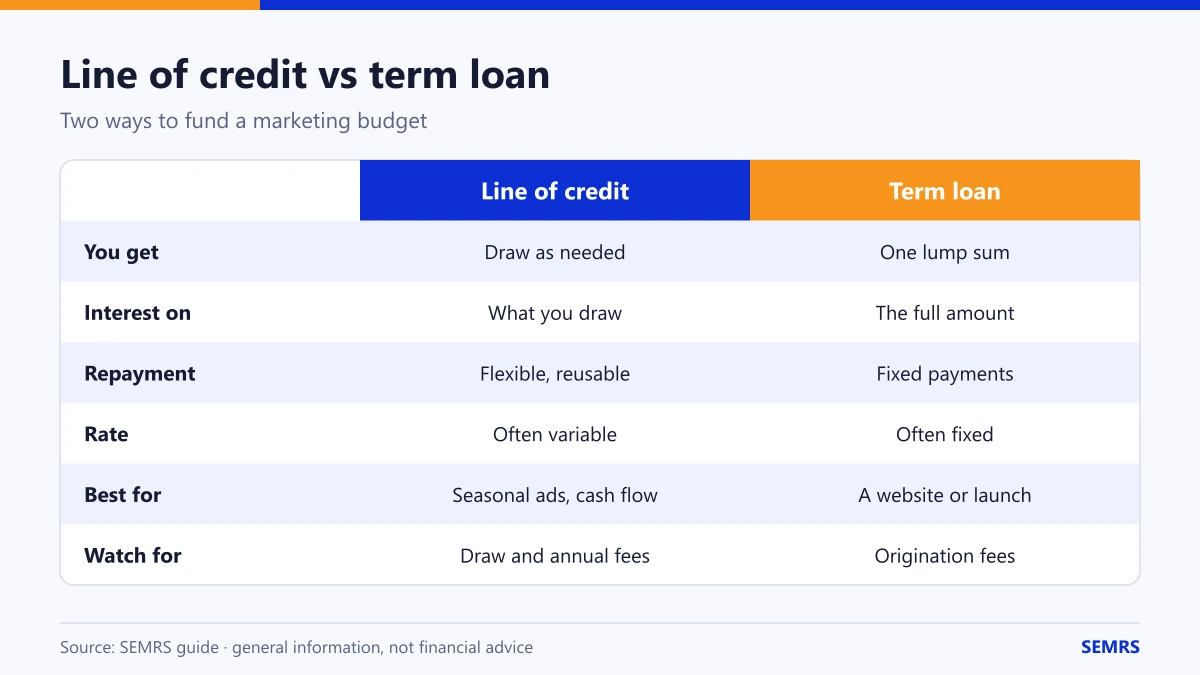 Line of credit vs term loan
Two ways to fund a marketing budget
Line of credit Term loan
You get Draw as needed One lump sum
Interest on What you draw The full amount
Repayment Flexible, reusable Fixed payments
Rate Often variable Often fixed
Best for Seasonal ads, cash flow A website or launch
Watch for Draw and annual fees Origination fees
Source: SEMRS guide · general information, not financial advice SEMRS